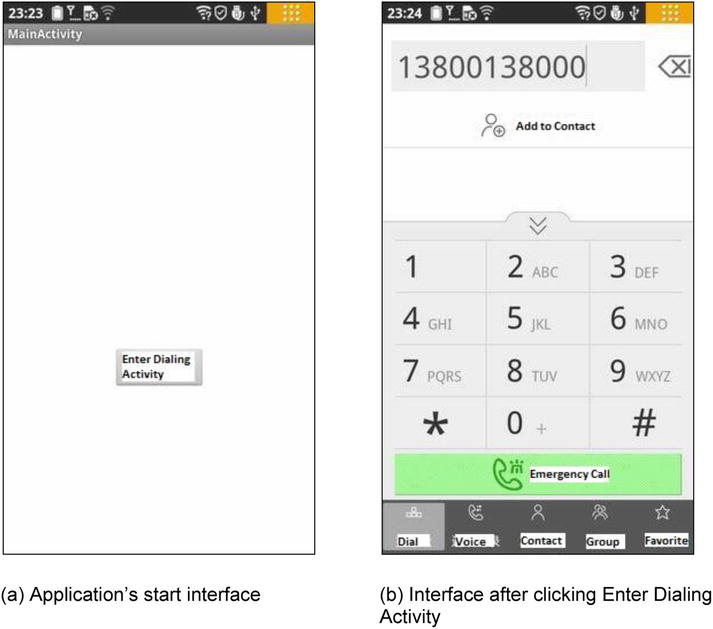 23:23
MainActivity
Enter Dialing
Activity
(a) Application's start interface
23:24
13800138000
Add to Contact
1
2 ABC
3 DEF
4 GHI
5 JKL
6 MNO
7 PQRS
8 TUV
9 WXYZ
*
0 +
#
Emergency Call
Dial Voice Contact Group Favorite
(b) Interface after clicking Enter Dialing
Activity